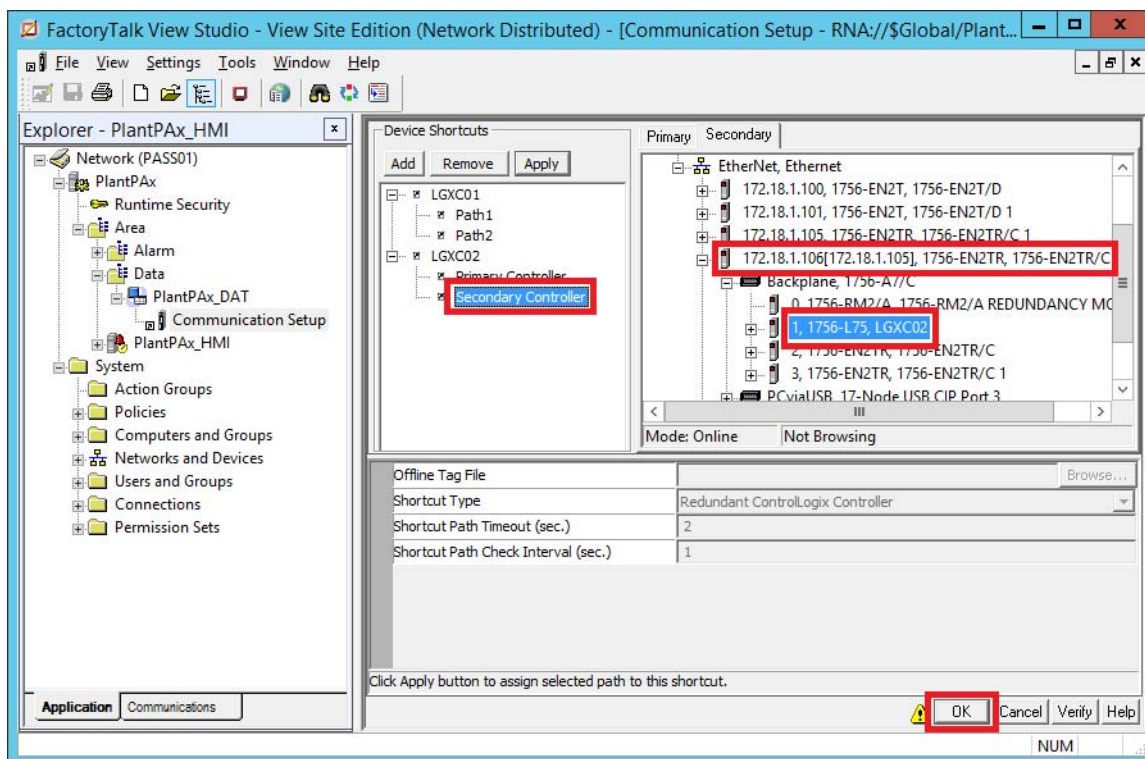 FactoryTalk View Studio - View Site Edition (Network Distributed) - [Communication Setup - RNA://$Global/Plant...
File View Settings Tools Window Help
Explorer - PlantPAx_HMI
Network (PASS01)
PlantPAx
Runtime Security
Area
Alarm
Data
PlantPAx_DAT
Communication Setup
PlantPAx_HMI
System
Action Groups
Policies
Computers and Groups
Networks and Devices
Users and Groups
Connections
Permission Sets
Application Communications
Device Shortcuts
Add Remove Apply
LGXC01
Path1
Path2
LGXC02
Primary Controller
Secondary Controller
Primary Secondary
EtherNet, Ethernet
172.18.1.100, 1756-EN2T, 1756-EN2T/D
172.18.1.101, 1756-EN2T, 1756-EN2T/D 1
172.18.1.105, 1756-EN2TR, 1756-EN2TR/C 1
172.18.1.106[172.18.1.105], 1756-EN2TR, 1756-EN2TR/C
Backplane, 1756-A7/C
0, 1756-RM2/A, 1756-RM2/A REDUNDANCY MO
1, 1756-L75, LGXC02
2, 1756-EN2TR, 1756-EN2TR/C
3, 1756-EN2TR, 1756-EN2TR/C 1
PCviaUSB, 17-Node USB CIP Port 3
Mode: Online Not Browsing
Offline Tag File Browse...
Shortcut Type Redundant ControlLogix Controller
Shortcut Path Timeout (sec.) 2
Shortcut Path Check Interval (sec.) 1
Click Apply button to assign selected path to this shortcut.
OK Cancel Verify Help
NUM